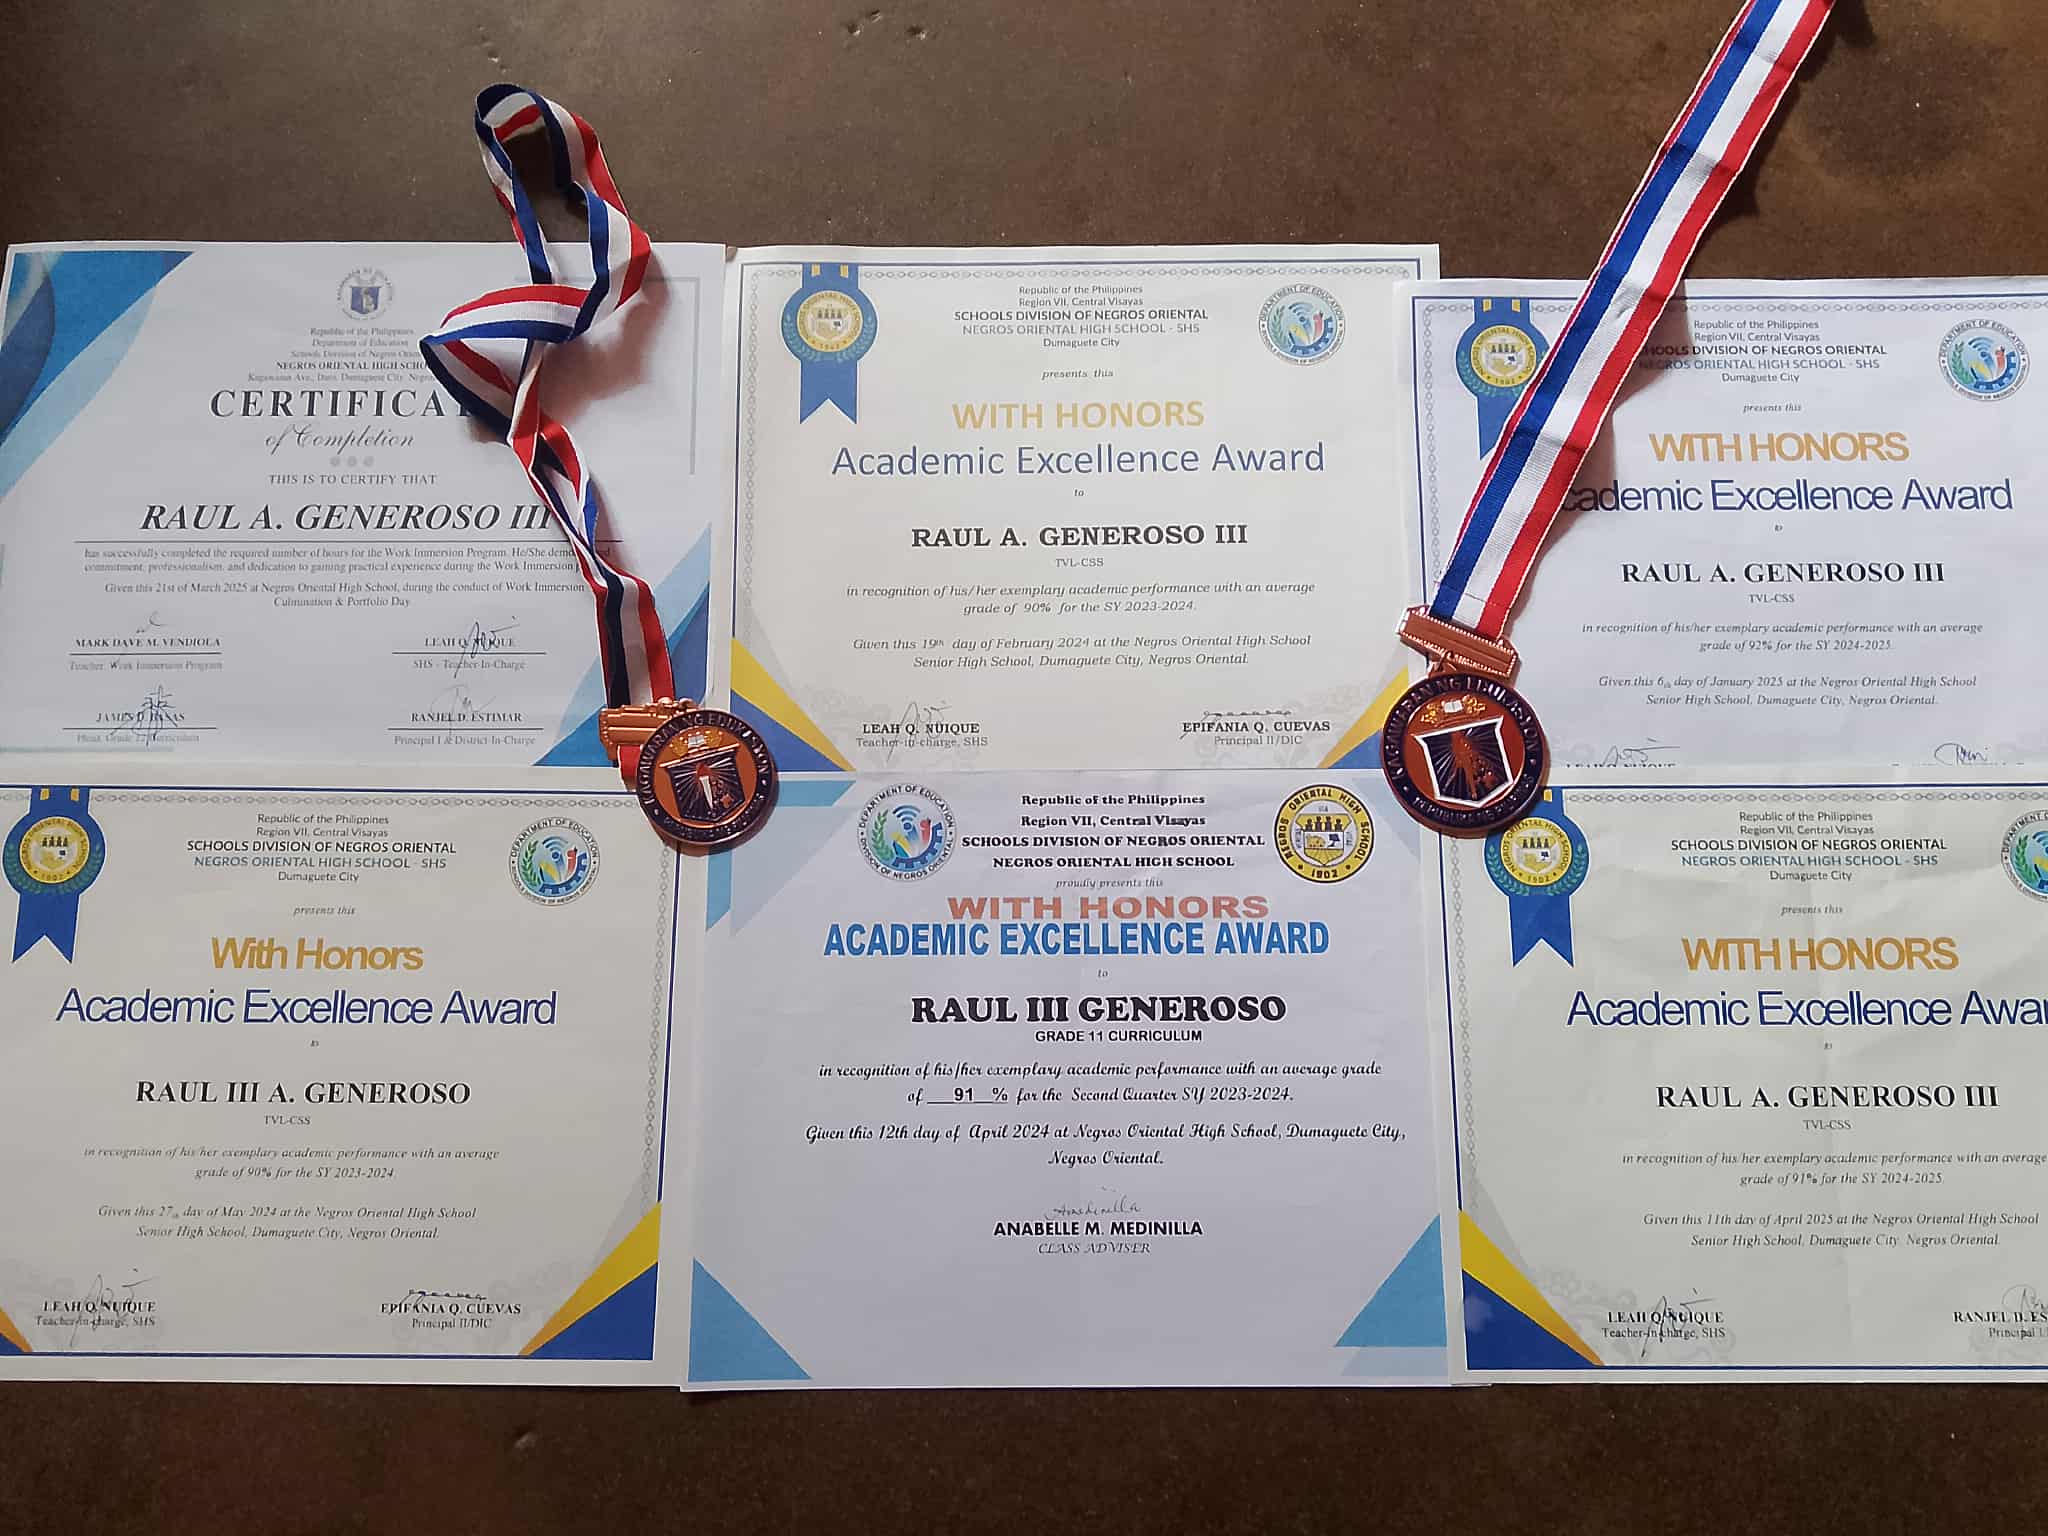 Republic of the Philippines
Department of Education
Schools Division of Negros
NEGROS ORIENTAL HIGH
Kagawasan Ave., Daro, Dumaguete City, Negros
of Completion
THIS IS TO CERTIFY THAT
RAUL A. GENEROSO III
has successfully completed the required number of hours for the Work Immersion Program. He/She
commitment, professionalism, and dedication to gaining practical experience during the Work Immersion
Given this 21st of March 2025 at Negros Oriental High School, during the conduct of Work Immersion
Culmination & Portfolio Day
MARK DAVE M. VENDIOLA
Teacher, Work Immersion Program
LEAH Q. NUIQUE
SHS - Teacher-In-Charge
RANJEL D. ESTIMAR
Principal I & District-In-Charge
Republic of the Philippines
Region VII, Central Visayas
SCHOOLS DIVISION OF NEGROS ORIENTAL
NEGROS ORIENTAL HIGH SCHOOL - SHS
Dumaguete City
presents this
WITH HONORS
Academic Excellence Award
to
RAUL A. GENEROSO III
TVL-CSS
in recognition of his/her exemplary academic performance with an average
grade of 90% for the SY 2023-2024.
Given this 19th day of February 2024 at the Negros Oriental High School
Senior High School, Dumaguete City, Negros Oriental.
LEAH Q. NUIQUE
Teacher-in-charge, SHS
EPIFANIA Q. CUEVAS
Principal II/DIC
Republic of the Philippines
Region VII, Central Visayas
DIVISION OF NEGROS ORIENTAL
NEGROS ORIENTAL HIGH SCHOOL - SHS
Dumaguete City
presents this
WITH HONORS
Excellence Award
to
RAUL A. GENEROSO III
TVL-CSS
in recognition of his/her exemplary academic performance with an average
grade of 92% for the SY 2024-2025.
Given this 6th day of January 2025 at the Negros Oriental High School
Senior High School, Dumaguete City, Negros Oriental.
Republic of the Philippines
Region VII, Central Visayas
SCHOOLS DIVISION OF NEGROS ORIENTAL
NEGROS ORIENTAL HIGH SCHOOL - SHS
Dumaguete City
presents this
With Honors
Academic Excellence Award
to
RAUL III A. GENEROSO
TVL-CSS
in recognition of his/her exemplary academic performance with an average
grade of 90% for the SY 2023-2024.
Given this 27th day of May 2024 at the Negros Oriental High School
Senior High School, Dumaguete City, Negros Oriental.
LEAH Q. NUIQUE
Teacher-in-charge, SHS
EPIFANIA Q. CUEVAS
Principal II/DIC
Republic of the Philippines
Region VII, Central Visayas
SCHOOLS DIVISION OF NEGROS ORIENTAL
NEGROS ORIENTAL HIGH SCHOOL
proudly presents this
WITH HONORS
ACADEMIC EXCELLENCE AWARD
to
RAUL III GENEROSO
GRADE 11 CURRICULUM
in recognition of his/her exemplary academic performance with an average grade
of 91 % for the Second Quarter SY 2023-2024.
Given this 12th day of April 2024 at Negros Oriental High School, Dumaguete City,
Negros Oriental.
ANABELLE M. MEDINILLA
CLASS ADVISER
NEGROS ORIENTAL HIGH SCHOOL
1902
Republic of the Philippines
Region VII, Central Visayas
SCHOOLS DIVISION OF NEGROS ORIENTAL
NEGROS ORIENTAL HIGH SCHOOL - SHS
Dumaguete City
presents this
WITH HONORS
Academic Excellence
to
RAUL A. GENEROSO III
TVL-CSS
in recognition of his/her exemplary academic performance with an average
grade of 91% for the SY 2024-2025.
Given this 11th day of April 2025 at the Negros Oriental High School
Senior High School, Dumaguete City, Negros Oriental.
LEAH Q. NUIQUE
Teacher-in-charge, SHS
RANJEL D.